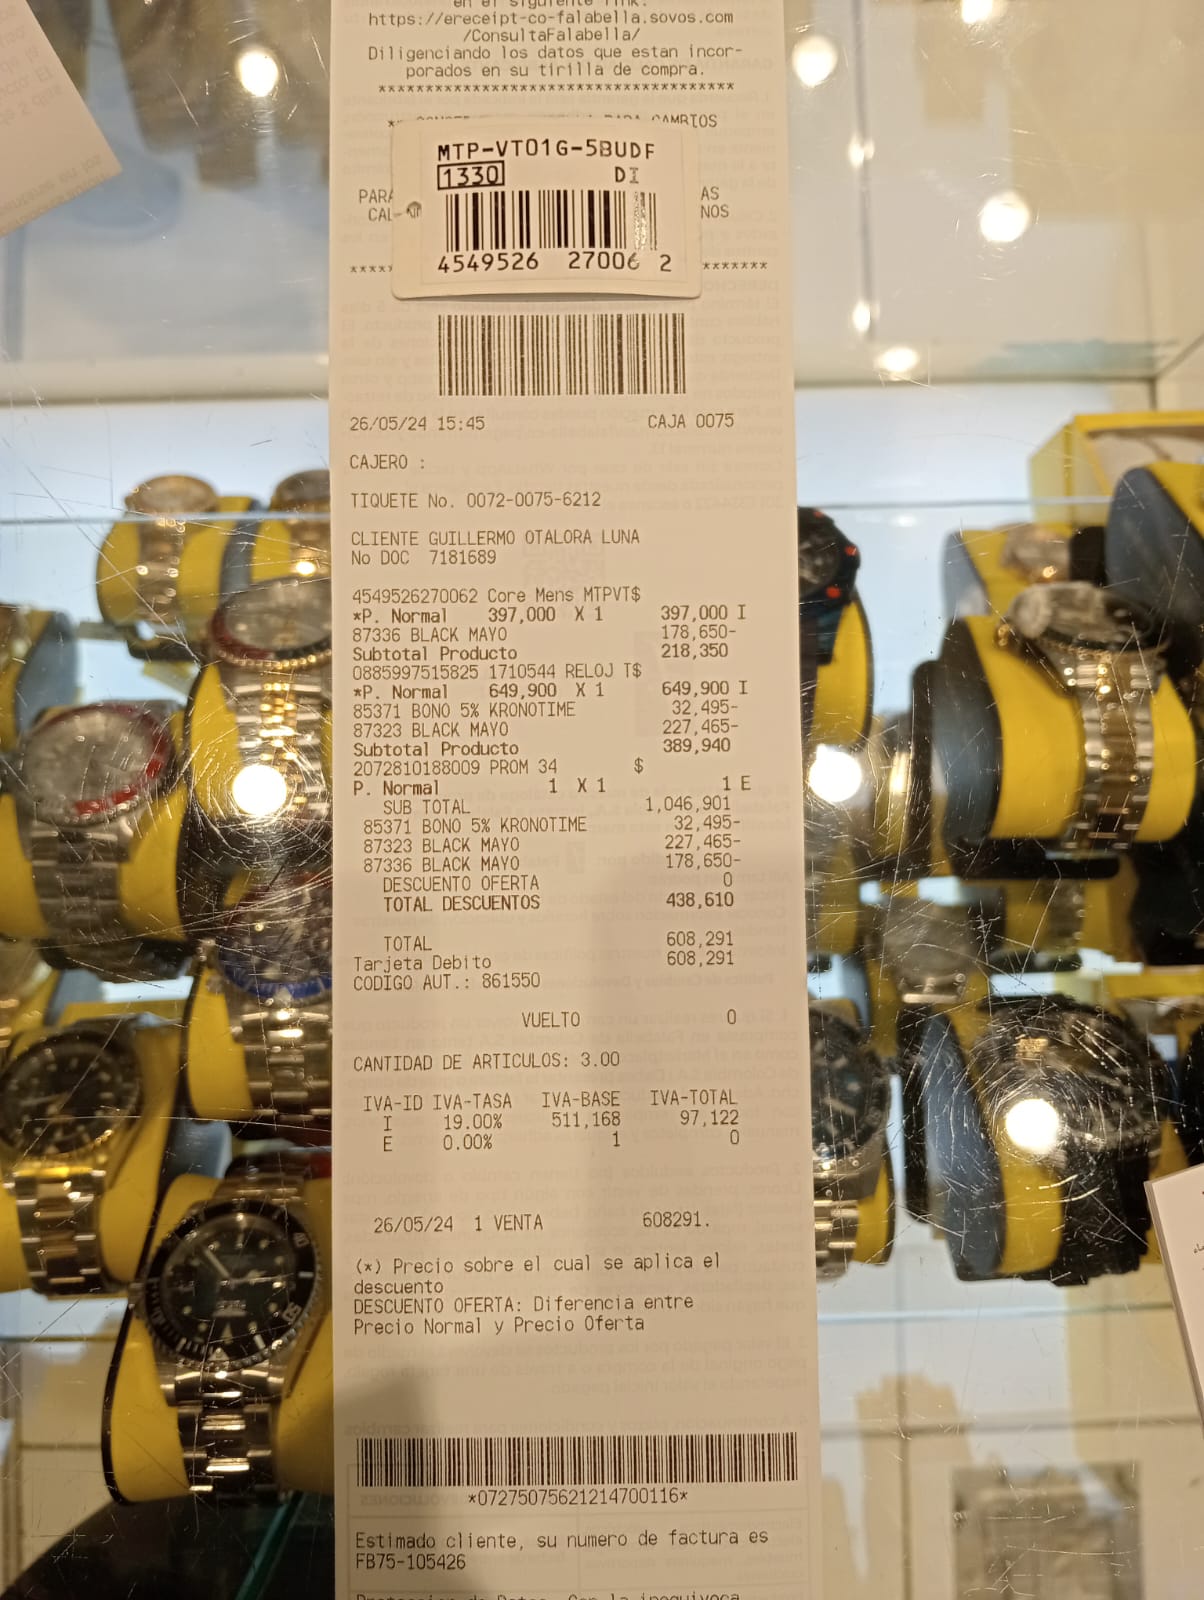 en el siguiente link:
https://ereceipt-co-falabella.sovos.com
/ConsultaFalabella/
Diligenciando los datos que estan incor-
porados en su tirilla de compra.
**************************************
CAMBIOS
MTP-VT01G-5BUDF
1330 DI
PARA AS
CAL NOS
4549526 27006 2
26/05/24 15:45 CAJA 0075
CAJERO :
TIQUETE No. 0072-0075-6212
CLIENTE GUILLERMO OTALORA LUNA
No DOC 7181689
4549526270062 Core Mens MTPVT$
*P. Normal 397,000 X 1 397,000 I
87336 BLACK MAYO 178,650-
Subtotal Producto 218,350
0885997515825 1710544 RELOJ T$
*P. Normal 649,900 X 1 649,900 I
85371 BONO 5% KRONOTIME 32,495-
87323 BLACK MAYO 227,465-
Subtotal Producto 389,940
2072810188009 PROM 34 $
P. Normal 1 X 1 1 E
SUB TOTAL 1,046,901
85371 BONO 5% KRONOTIME 32,495-
87323 BLACK MAYO 227,465-
87336 BLACK MAYO 178,650-
DESCUENTO OFERTA 0
TOTAL DESCUENTOS 438,610
TOTAL 608,291
Tarjeta Debito 608,291
CODIGO AUT.: 861550
VUELTO 0
CANTIDAD DE ARTICULOS: 3.00
IVA-ID IVA-TASA IVA-BASE IVA-TOTAL
I 19.00% 511,168 97,122
E 0.00% 1 0
26/05/24 1 VENTA 608291.
(*) Precio sobre el cual se aplica el
descuento
DESCUENTO OFERTA: Diferencia entre
Precio Normal y Precio Oferta
*07275075621214700116*
Estimado cliente, su numero de factura es
FB75-105426